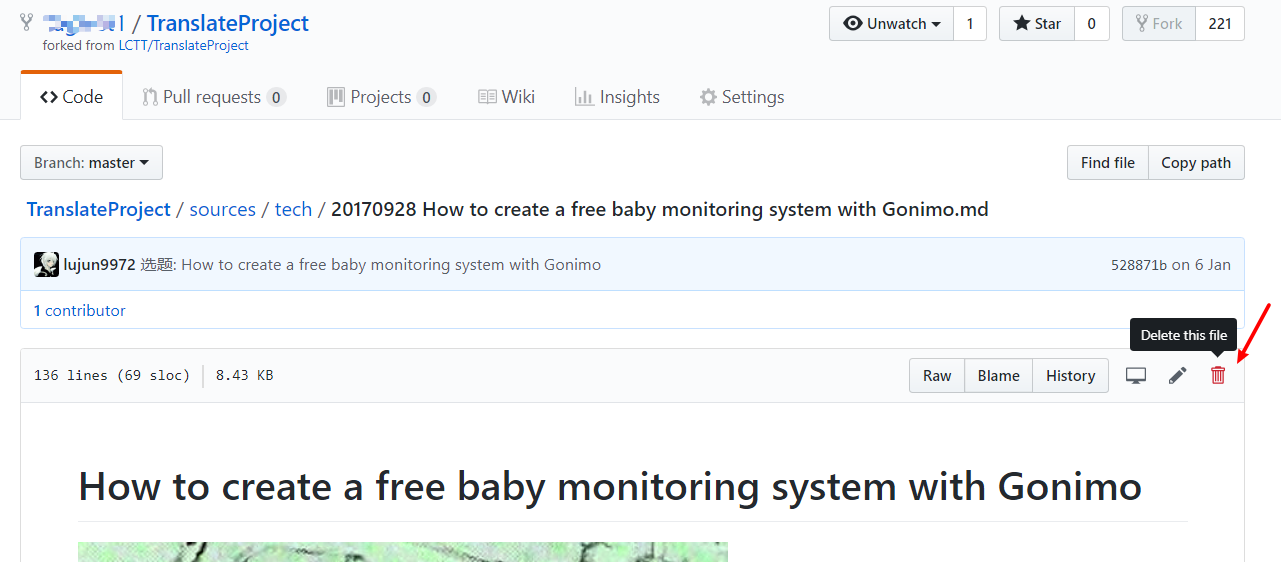 / TranslateProject
Unwatch 1 Star 0 Fork 221
forked from LCTT/TranslateProject
Code Pull requests 0 Projects 0 Wiki Insights Settings
Branch: master Find file Copy path
TranslateProject / sources / tech / 20170928 How to create a free baby monitoring system with Gonimo.md
lujun9972 选题: How to create a free baby monitoring system with Gonimo 528871b on 6 Jan
1 contributor
Delete this file
136 lines (69 sloc) 8.43 KB Raw Blame History
How to create a free baby monitoring system with Gonimo